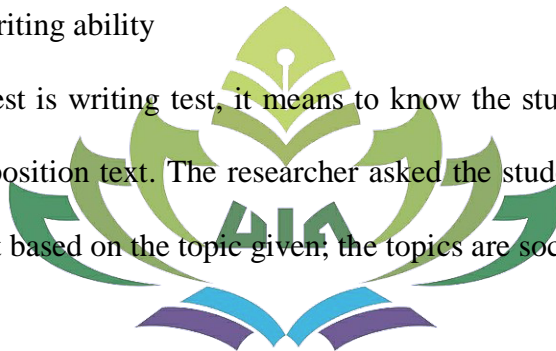 riting ability
est is writing test, it means to know the stu
position text. The researcher asked the stud
t based on the topic given; the topics are soc
UIN